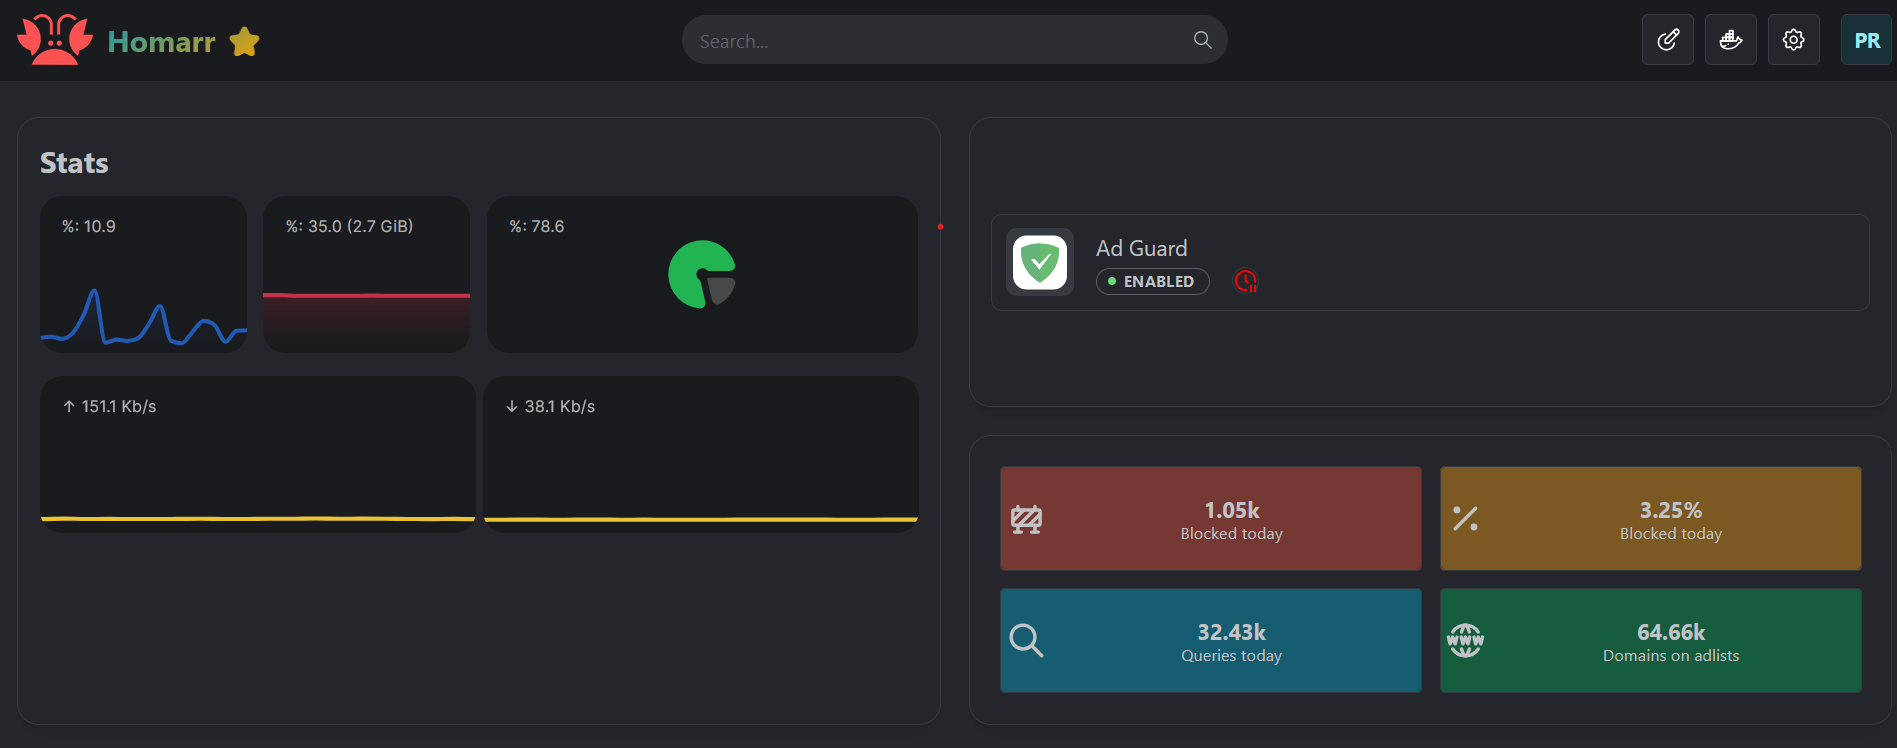 Homarr
Search...
PR
Stats
%: 10.9
%: 35.0 (2.7 GiB)
%: 78.6
↑ 151.1 Kb/s
↓ 38.1 Kb/s
Ad Guard
ENABLED
1.05k
Blocked today
3.25%
Blocked today
32.43k
Queries today
WWW
64.66k
Domains on adlists